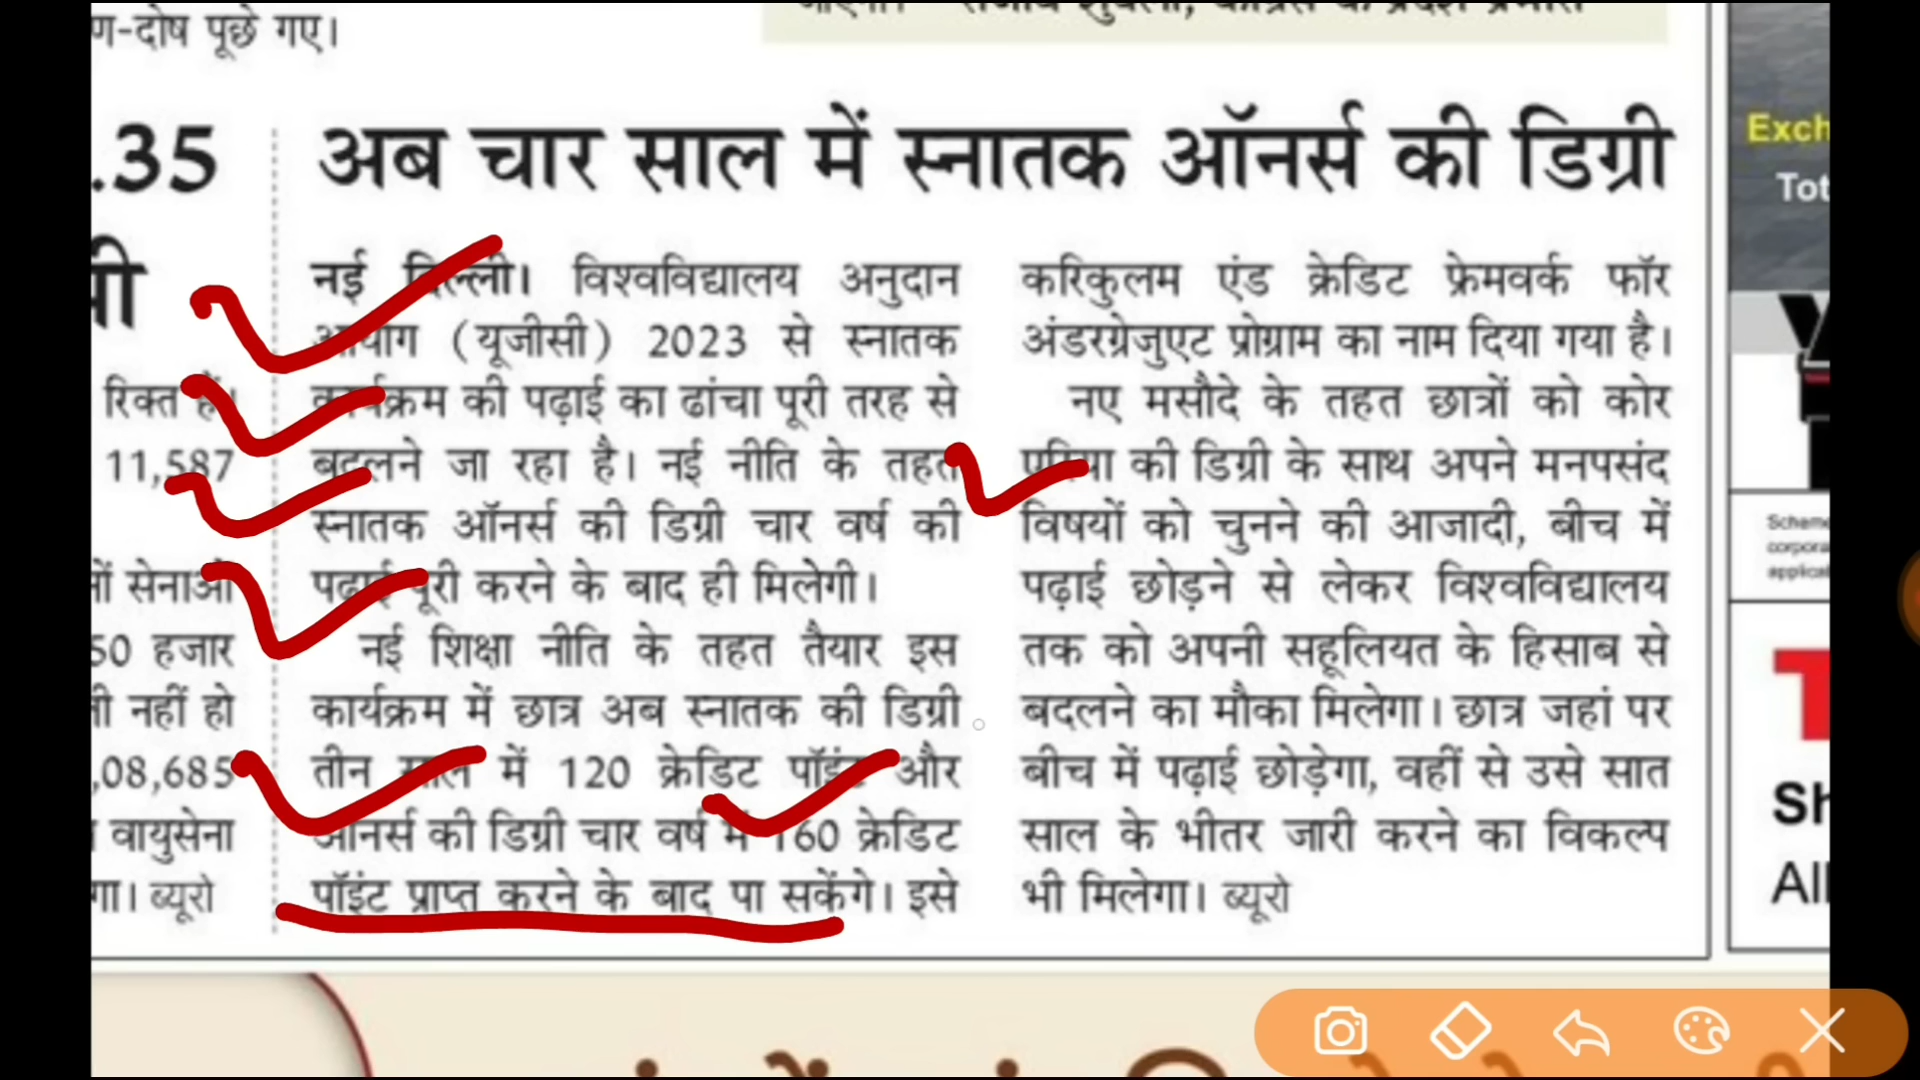 ण-दोष पूछे गए।
.35
रिक्त हैं।
11,587
सेनाओं
50 हजार
नहीं हो
,08,685
वायुसेना
गा। ब्यूरो
अब चार साल में स्नातक ऑनर्स की डिग्री
नई दिल्ली। विश्वविद्यालय अनुदान
आयोग (यूजीसी) 2023 से स्नातक
कार्यक्रम की पढ़ाई का ढांचा पूरी तरह से
बदलने जा रहा है। नई नीति के तहत
स्नातक ऑनर्स की डिग्री चार वर्ष की
पढ़ाई पूरी करने के बाद ही मिलेगी।
नई शिक्षा नीति के तहत तैयार इस
कार्यक्रम में छात्र अब स्नातक की डिग्री
तीन साल में 120 क्रेडिट पॉइंट और
ऑनर्स की डिग्री चार वर्ष में 160 क्रेडिट
पॉइंट प्राप्त करने के बाद पा सकेंगे। इसे
करिकुलम एंड क्रेडिट फ्रेमवर्क फॉर
अंडरग्रेजुएट प्रोग्राम का नाम दिया गया है।
नए मसौदे के तहत छात्रों को कोर
एरिया की डिग्री के साथ अपने मनपसंद
विषयों को चुनने की आजादी, बीच में
पढ़ाई छोड़ने से लेकर विश्वविद्यालय
तक को अपनी सहूलियत के हिसाब से
बदलने का मौका मिलेगा। छात्र जहां पर
बीच में पढ़ाई छोड़ेगा, वहीं से उसे सात
साल के भीतर जारी करने का विकल्प
भी मिलेगा। ब्यूरो
Exch
Tot
Scheme
corpora
applica
Sh
All